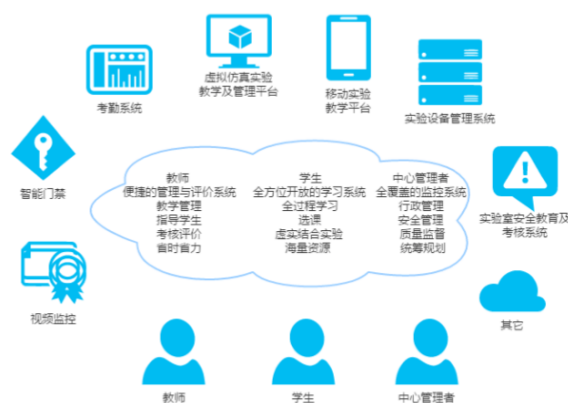 虚拟仿真实验
教学及管理平台
移动实验
教学平台
考勤系统
实验设备管理系统
智能门禁
教师
便捷的管理与评价系统
教学管理
指导学生
考核评价
省时省力
学生
全方位开放的学习系统
全过程学习
选课
虚实结合实验
海量资源
中心管理者
全覆盖的监控系统
行政管理
安全管理
质量监督
统筹规划
实验室安全教育及
考核系统
视频监控
其它
教师
学生
中心管理者